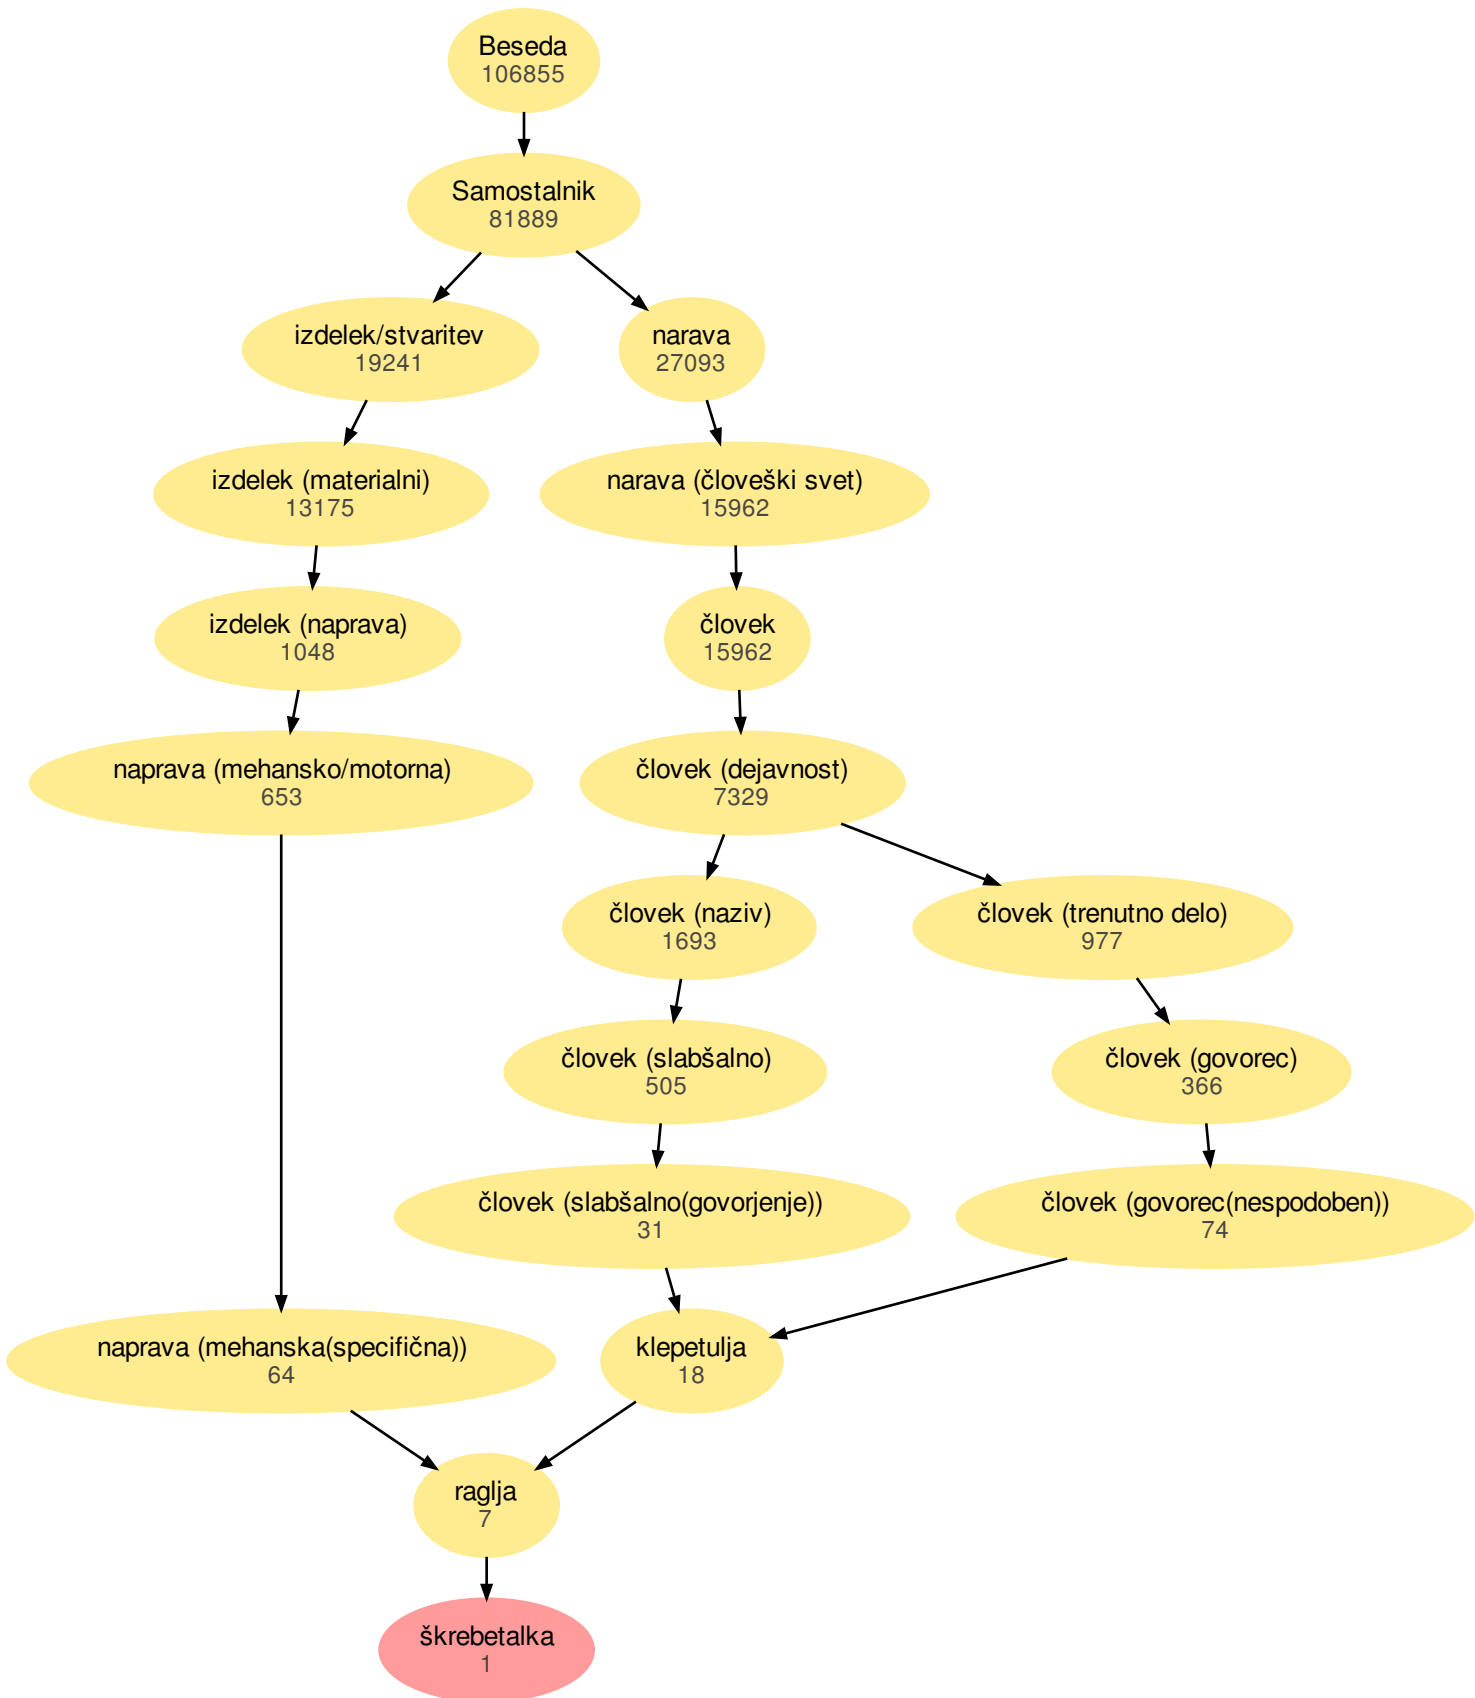 Beseda
106855
Samostalnik
81889
izdelek/stvaritev
19241
narava
27093
izdelek (materialni)
13175
narava (človeški svet)
15962
izdelek (naprava)
1048
človek
15962
naprava (mehansko/motorna)
653
človek (dejavnost)
7329
človek (naziv)
1693
človek (trenutno delo)
977
človek (slabšalno)
505
človek (govorec)
366
človek (slabšalno(govorjenje))
31
človek (govorec(nespodoben))
74
naprava (mehanska(specifična))
64
klepetulja
18
raglja
7
škrebetalka
1